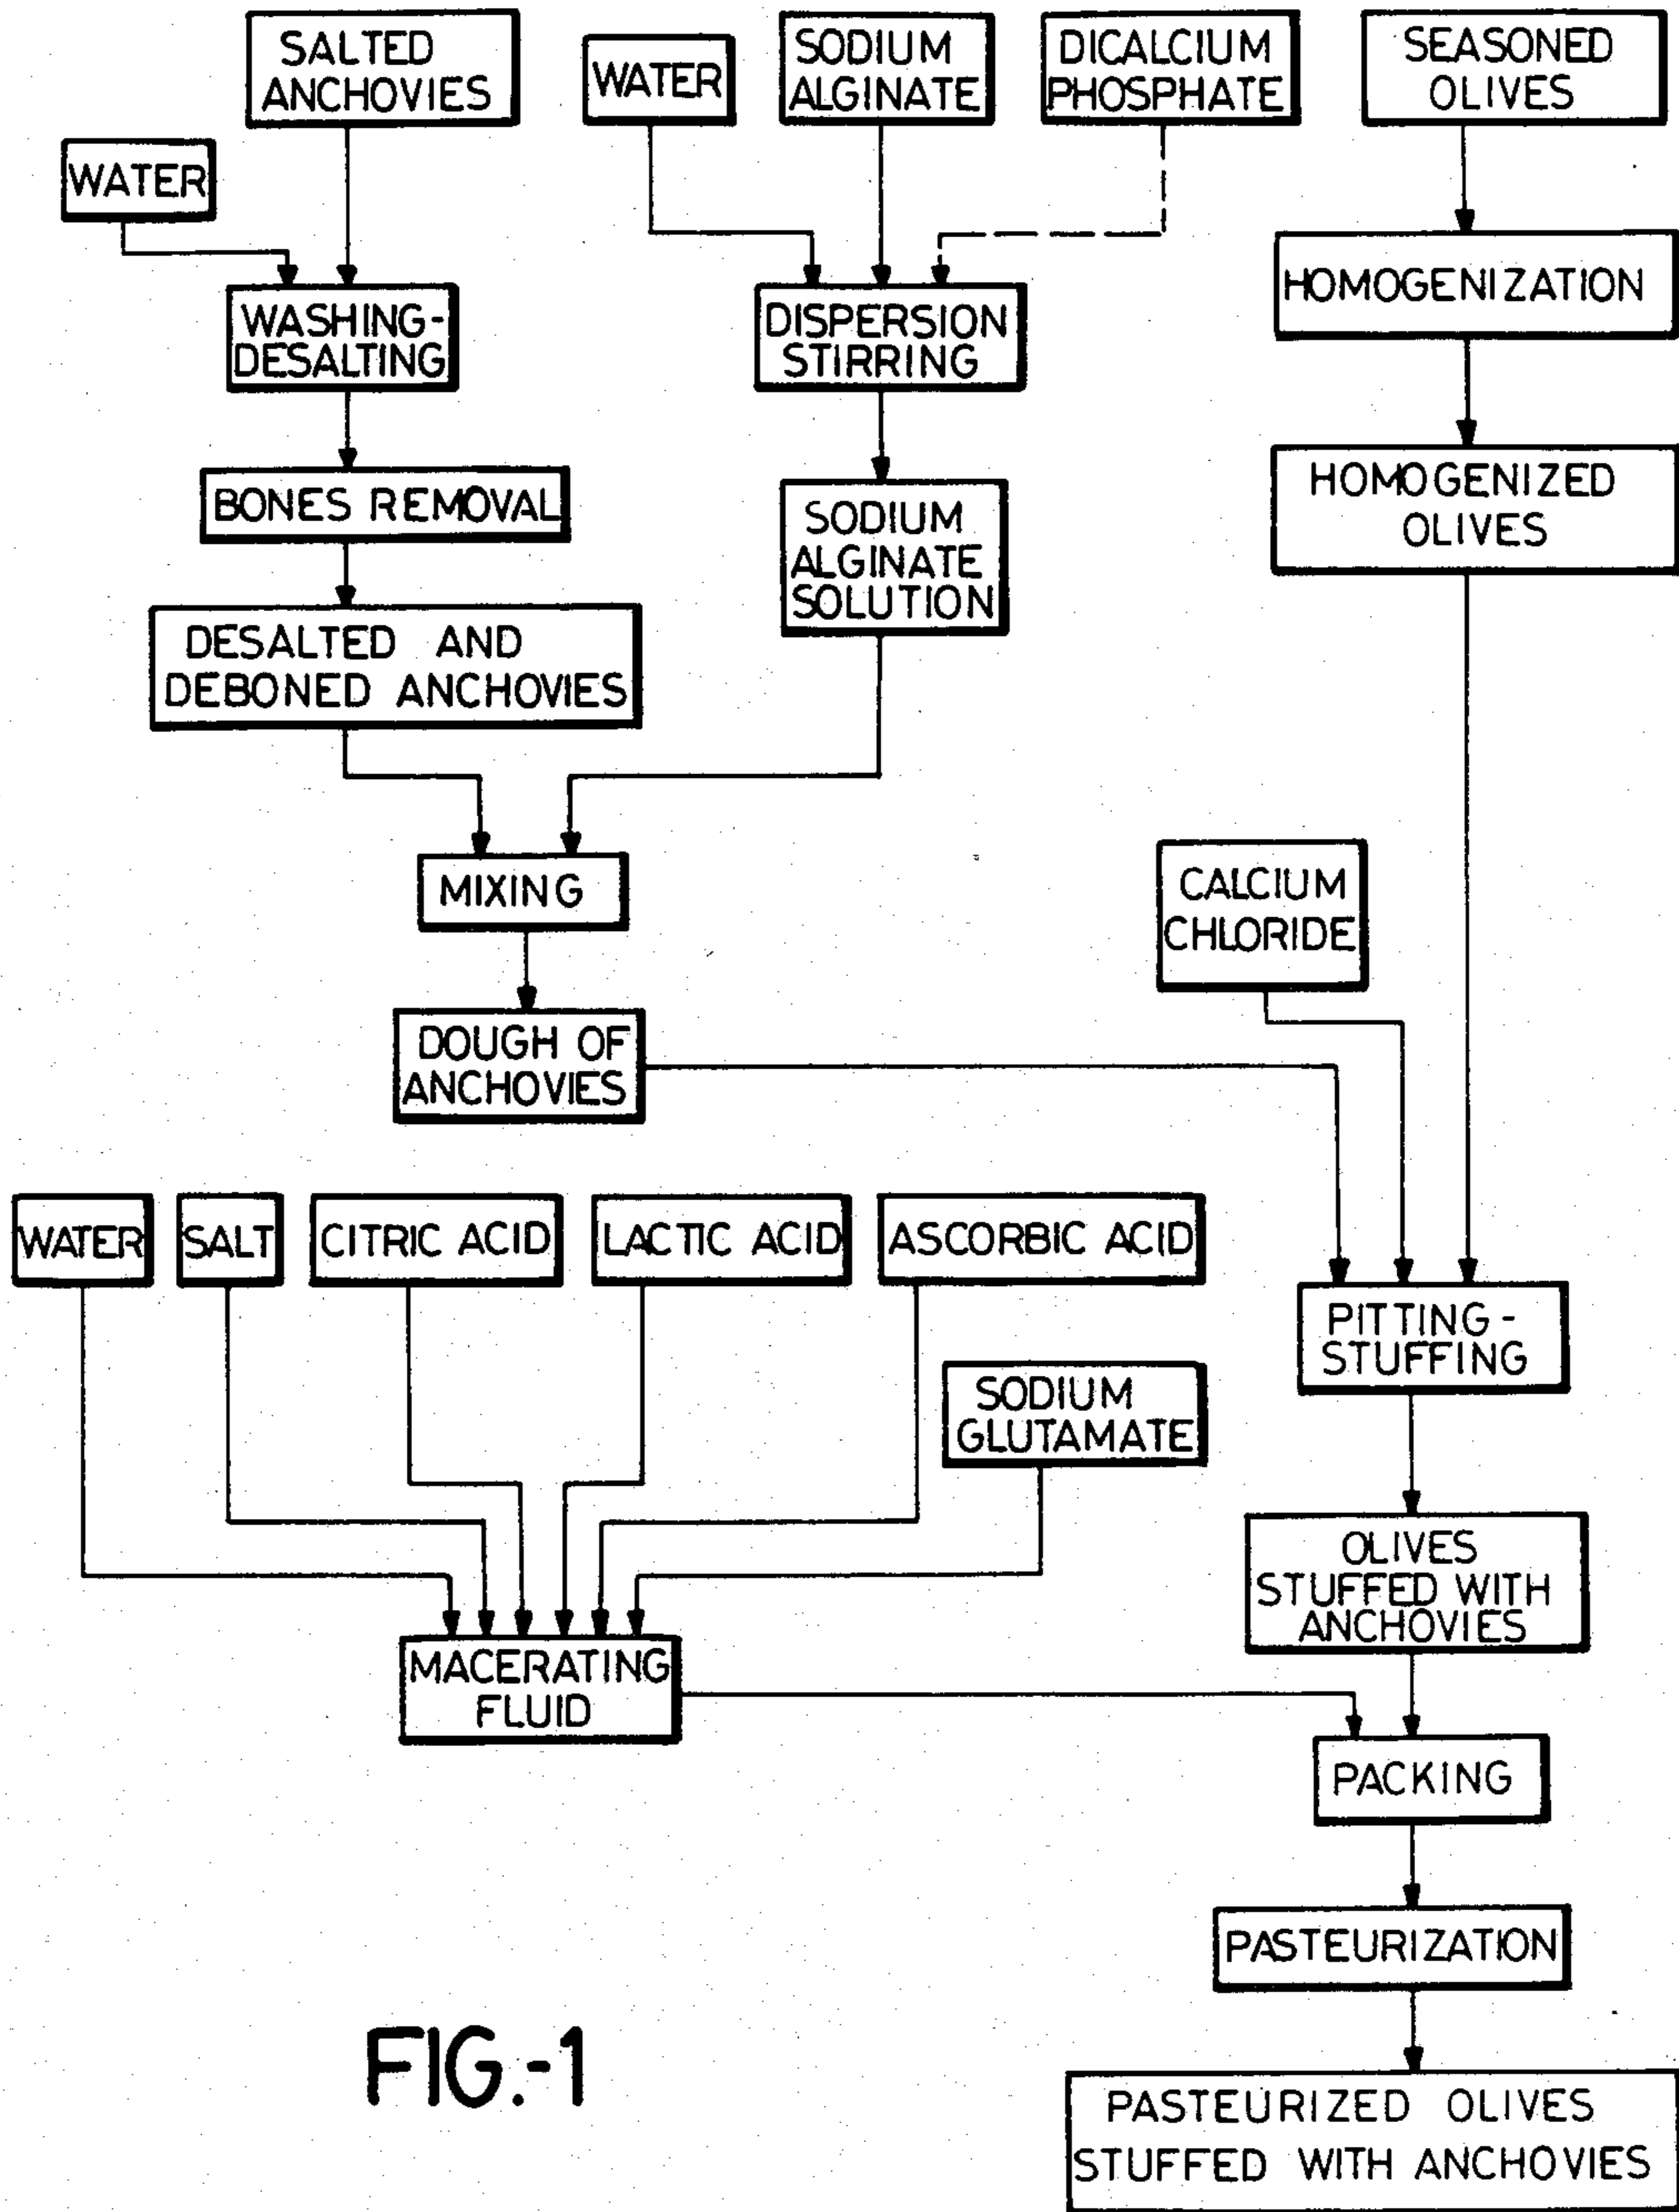 SALTED
ANCHOVIES
WATER
SODIUM
ALGINATE
DICALCIUM
PHOSPHATE
SEASONED
OLIVES
WATER
WASHING-
DESALTING
DISPERSION
STIRRING
HOMOGENIZATION
BONES REMOVAL
SODIUM
ALGINATE
SOLUTION
HOMOGENIZED
OLIVES
DESALTED AND
DEBONED ANCHOVIES
MIXING
CALCIUM
CHLORIDE
DOUGH OF
ANCHOVIES
WATER
SALT
CITRIC ACID
LACTIC ACID
ASCORBIC ACID
PITTING-
STUFFING
SODIUM
GLUTAMATE
OLIVES
STUFFED WITH
ANCHOVIES
MACERATING
FLUID
PACKING
PASTEURIZATION
FIG.-1
PASTEURIZED OLIVES
STUFFED WITH ANCHOVIES